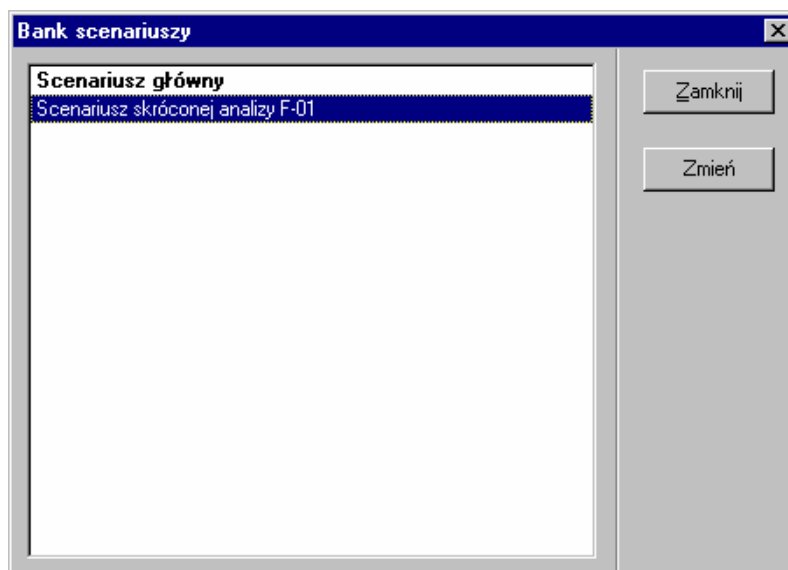 Bank scenariuszy
Scenariusz główny
Scenariusz skróconej analizy F-01
Zamknij
Zmień